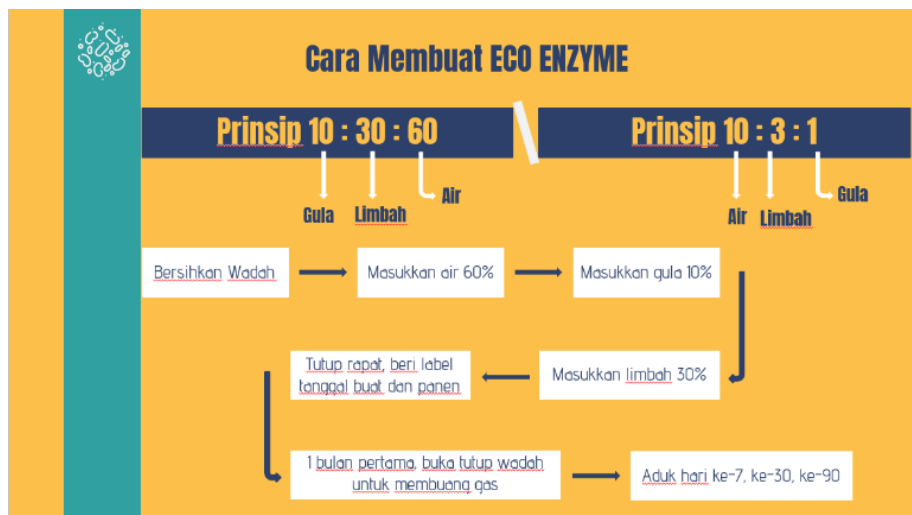 Cara Membuat ECO ENZYME
Prinsip 10 : 30 : 60
Gula
Limbah
Air
Prinsip 10 : 3 : 1
Air
Limbah
Gula
Bersihkan Wadah
Masukkan air 60%
Masukkan gula 10%
Masukkan limbah 30%
Tutup rapat, beri label
tanggal buat dan panen
1 bulan pertama, buka tutup wadah
untuk membuang gas
Aduk hari ke-7, ke-30, ke-90